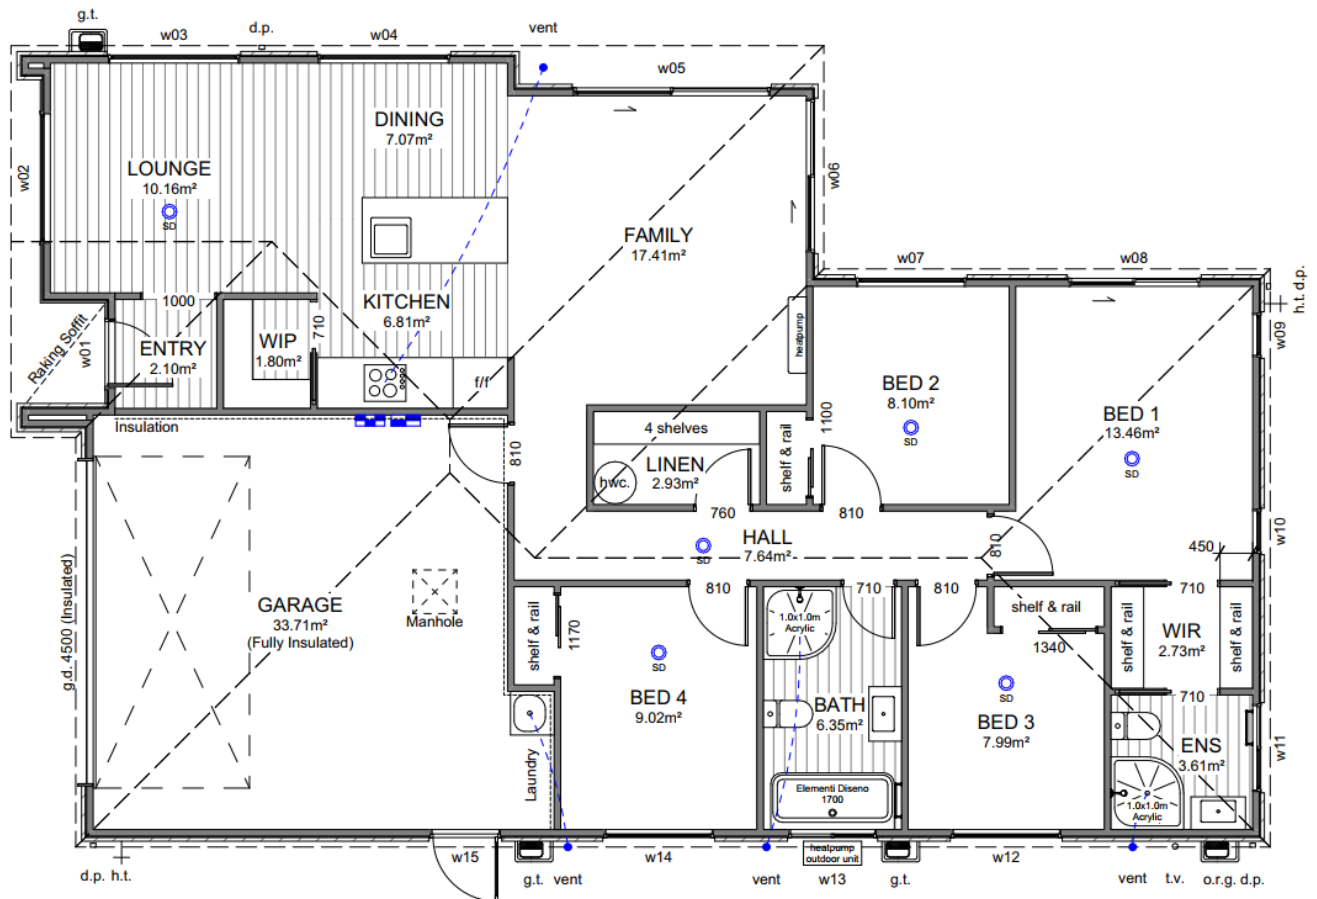 g.t.
w03
d.p.
w04
vent
w05
DINING
7.07m²
LOUNGE
10.16m²
SD
w02
w06
FAMILY
17.41m²
w07
w08
h.t. d.p.
1000
KITCHEN
6.81m²
710
WIP
1.80m²
ENTRY
2.10m²
Raking Soffit
w01
heatpump
w09
f/f
BED 2
8.10m²
SD
BED 1
13.46m²
SD
Insulation
4 shelves
1100
shelf & rail
810
LINEN
2.93m²
hwc.
760
810
HALL
7.64m²
SD
810
w10
450
g.d.4500 (Insulated)
GARAGE
33.71m²
(Fully Insulated)
Manhole
810
710
810
710
shelf & rail
1170
1.0x1.0m
Acrylic
shelf & rail
1340
shelf & rail
WIR
2.73m²
shelf & rail
SD
BED 4
9.02m²
BATH
6.35m²
SD
BED 3
7.99m²
710
ENS
3.61m²
w11
Laundry
Elementi Diseno
1700
1.0x1.0m
Acrylic
w15
w14
heatpump
outdoor unit
w12
d.p. h.t.
g.t.
vent
vent
w13
g.t.
vent
t.v.
o.r.g. d.p.